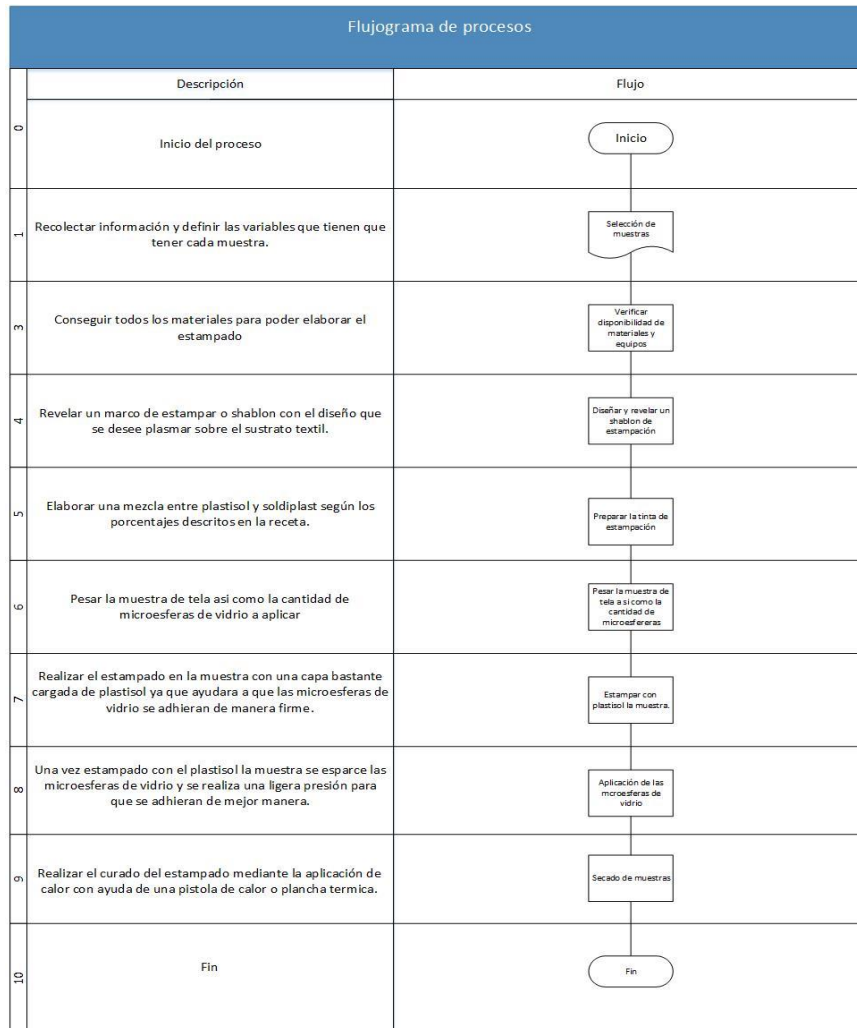 Flujograma de procesos
Descripción
Flujo
0
Inicio del proceso
Inicio
1
Recolectar información y definir las variables que tienen que
tener cada muestra.
Selección de
muestras
3
Conseguir todos los materiales para poder elaborar el
estampado
Verificar
disponibilidad de
materiales y
equipos
4
Revelar un marco de estampar o shablon con el diseño que
se desee plasmar sobre el sustrato textil.
Diseñar y revelar un
shablon de
estampación
5
Elaborar una mezcla entre plastisol y soldiplast según los
porcentajes descritos en la receta.
Preparar la tinta de
estampación
6
Pesar la muestra de tela asi como la cantidad de
microesferas de vidrio a aplicar
Pesar la muestra de
tela a si como la
cantidad de
microesfereras
7
Realizar el estampado en la muestra con una capa bastante
cargada de plastisol ya que ayudara a que las microesferas de
vidrio se adhieran de manera firme.
Estampar con
plastisol la muestra.
8
Una vez estampado con el plastisol la muestra se esparce las
microesferas de vidrio y se realiza una ligera presión para
que se adhieran de mejor manera.
Aplicación de las
mcroesferas de
vidrio
9
Realizar el curado del estampado mediante la aplicación de
calor con ayuda de una pistola de calor o plancha termica.
Secado de muestras
10
Fin
Fin